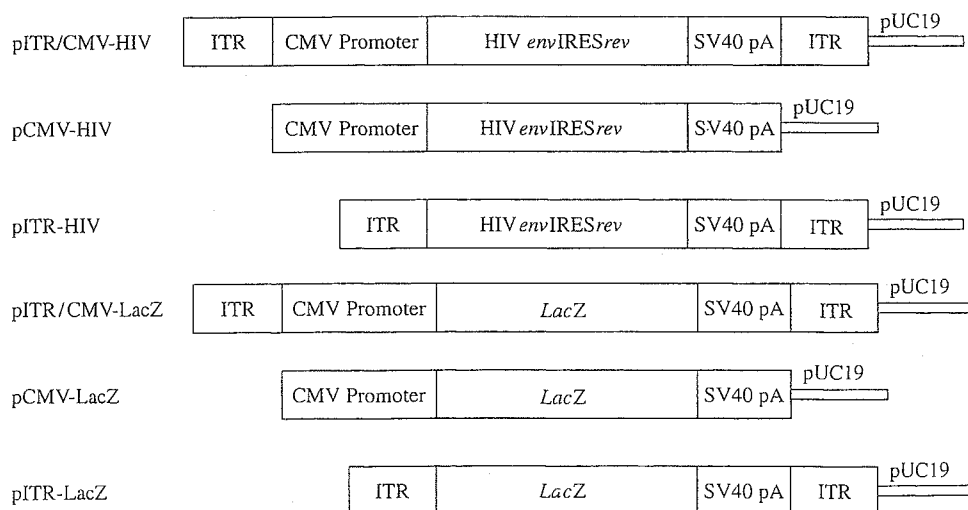 pUC19
pITR/CMV-HIV ITR CMV Promoter HIV envIRESrev SV40 pA ITR
pUC19
pCMV-HIV CMV Promoter HIV envIRESrev SV40 pA
pUC19
pITR-HIV ITR HIV envIRESrev SV40 pA ITR
pUC19
pITR/CMV-LacZ ITR CMV Promoter LacZ SV40 pA ITR
pUC19
pCMV-LacZ CMV Promoter LacZ SV40 pA
pUC19
pITR-LacZ ITR LacZ SV40 pA ITR